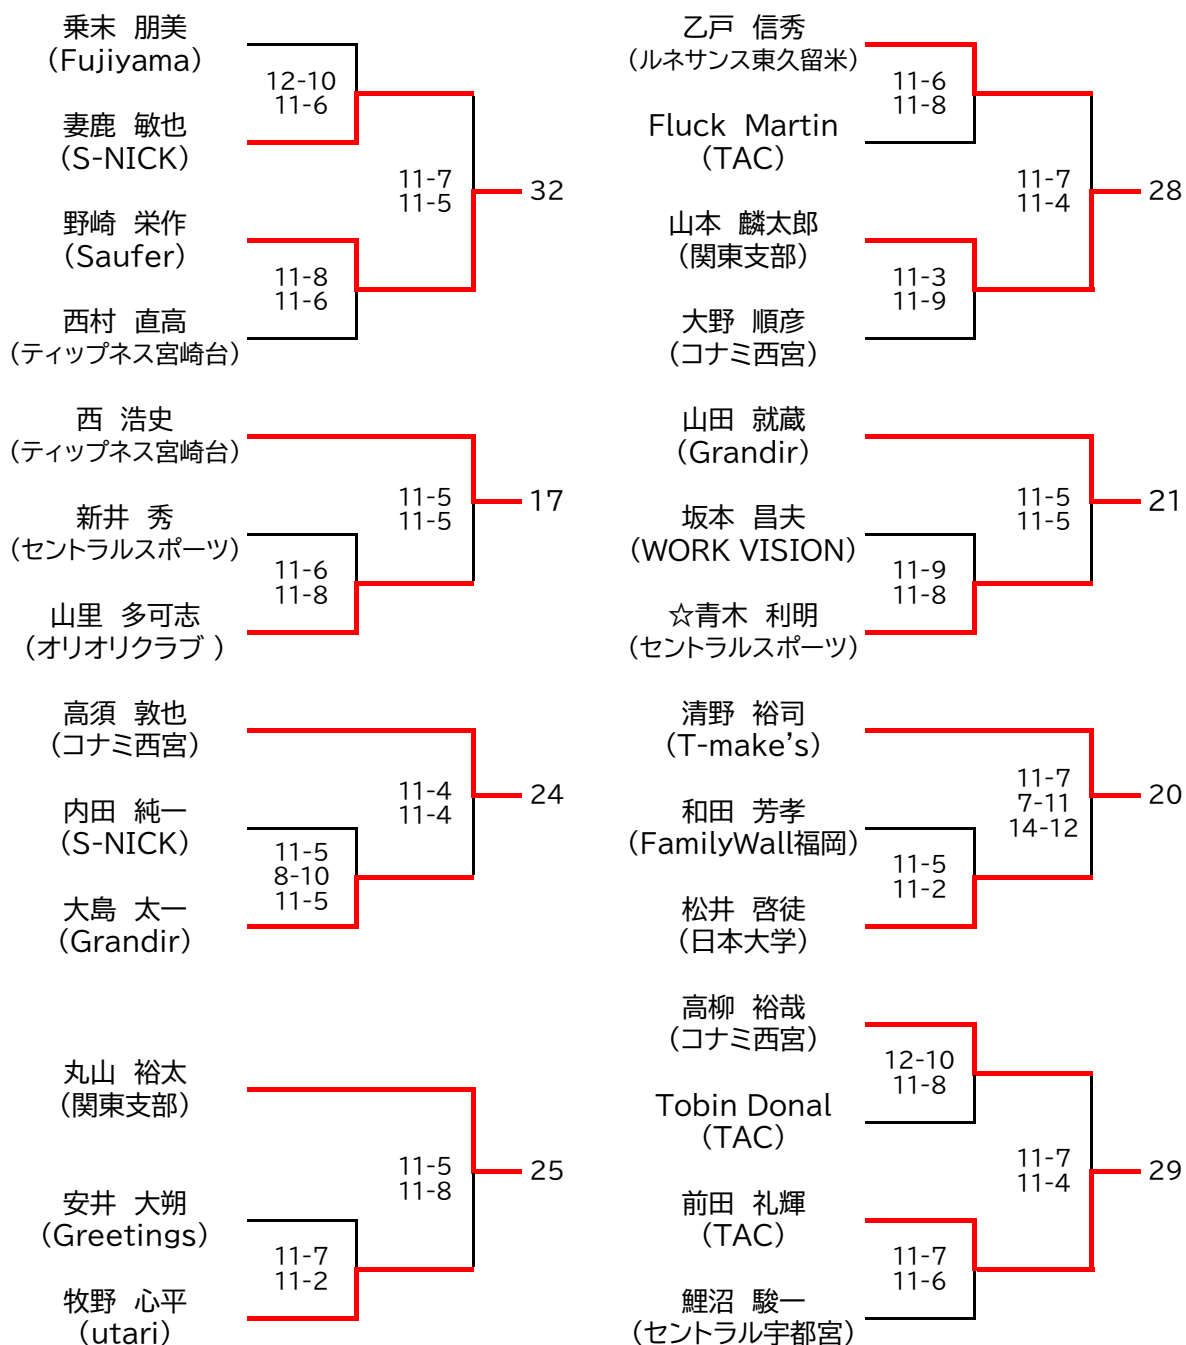 乗末 朋美
（Fujiyama）
12-10
11-6
妻鹿 敏也
（S-NICK）
11-7
11-5
32
野崎 栄作
（Saufer）
11-8
11-6
西村 直高
（ティップネス宮崎台）
西 浩史
（ティップネス宮崎台）
11-5
11-5
17
新井 秀
（セントラルスポーツ）
11-6
11-8
山里 多可志
（オリオリクラブ ）
高須 敦也
（コナミ西宮）
11-4
11-4
24
内田 純一
（S-NICK）
11-5
8-10
11-5
大島 太一
（Grandir）
丸山 裕太
（関東支部）
11-5
11-8
25
安井 大朔
（Greetings）
11-7
11-2
牧野 心平
（utari）
乙戸 信秀
（ルネサンス東久留米）
11-6
11-8
Fluck Martin
（TAC）
11-7
11-4
28
山本 麟太郎
（関東支部）
11-3
11-9
大野 順彦
（コナミ西宮）
山田 就蔵
（Grandir）
11-5
11-5
21
坂本 昌夫
（WORK VISION）
11-9
11-8
☆青木 利明
（セントラルスポーツ）
清野 裕司
（T-make’s）
11-7
7-11
14-12
20
和田 芳孝
（FamilyWall福岡）
11-5
11-2
松井 啓徒
（日本大学）
高柳 裕哉
（コナミ西宮）
12-10
11-8
Tobin Donal
（TAC）
11-7
11-4
29
前田 礼輝
（TAC）
11-7
11-6
鯉沼 駿一
（セントラル宇都宮）